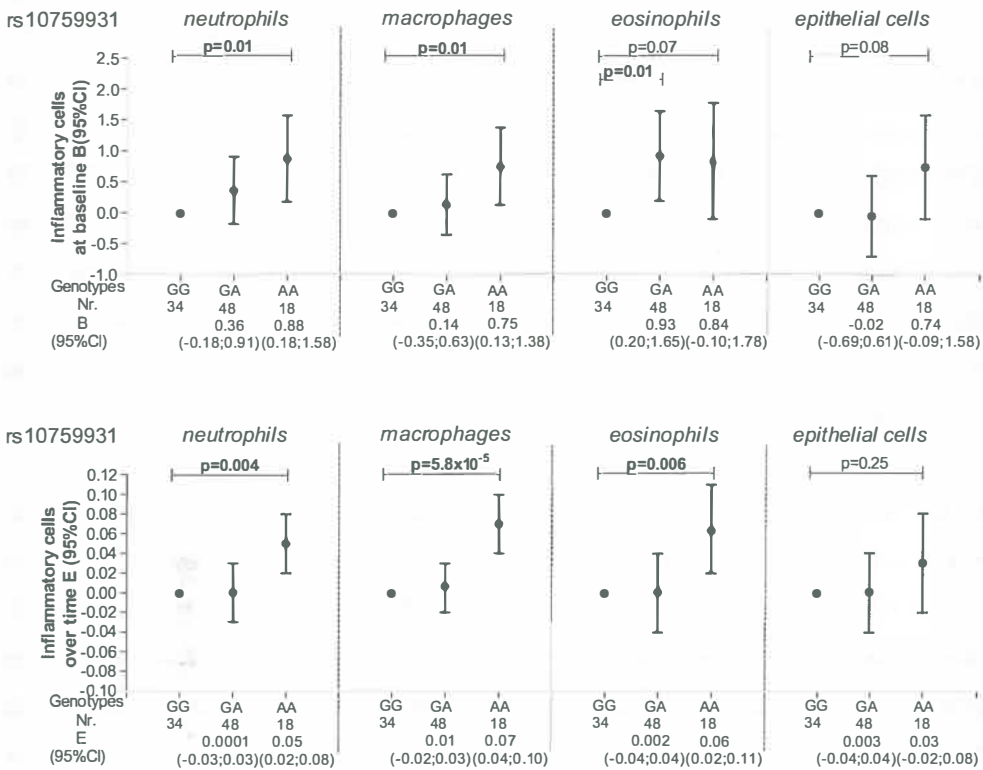 rs10759931 neutrophils macrophages eosinophils epithelial cells
p=0.01 p=0.01 p=0.07 p=0.08
p=0.01
Inflammatory cells
at baseline B(95%CI)
2.5
2.0
1.5
1.0
0.5
0.0
-0.5
-1.0
Genotypes GG GA AA GG GA AA GG GA AA GG GA AA
Nr. 34 48 18 34 48 18 34 48 18 34 48 18
B 0.36 0.88 0.14 0.75 0.93 0.84 -0.02 0.74
(95%CI) (-0.18;0.91)(0.18;1.58) (-0.35;0.63)(0.13;1.38) (0.20;1.65)(-0.10;1.78) (-0.69;0.61)(-0.09;1.58)
rs10759931 neutrophils macrophages eosinophils epithelial cells
p=0.004 p=5.8x10⁻⁵ p=0.006 p=0.25
Inflammatory cells
over time E (95%CI)
0.12
0.10
0.08
0.06
0.04
0.02
0.00
-0.02
-0.04
-0.06
-0.08
-0.10
Genotypes GG GA AA GG GA AA GG GA AA GG GA AA
Nr. 34 48 18 34 48 18 34 48 18 34 48 18
E 0.0001 0.05 0.01 0.07 0.002 0.06 0.003 0.03
(95%CI) (-0.03;0.03)(0.02;0.08) (-0.02;0.03)(0.04;0.10) (-0.04;0.04)(0.02;0.11) (-0.04;0.04)(-0.02;0.08)